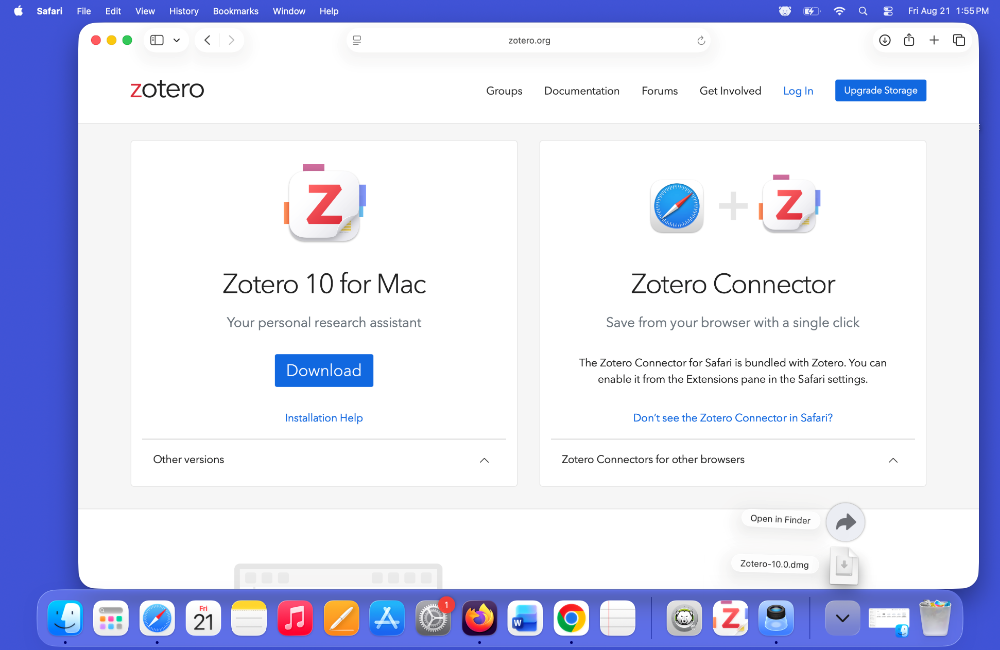 Safari File Edit View History Bookmarks Window Help Fri Aug 21 1:55 PM
zotero.org
zotero
Groups Documentation Forums Get Involved Log In Upgrade Storage
Z
Z
Zotero 10 for Mac
Your personal research assistant
Download
Installation Help
Other versions
Zotero Connector
Save from your browser with a single click
The Zotero Connector for Safari is bundled with Zotero. You can
enable it from the Extensions pane in the Safari settings.
Don’t see the Zotero Connector in Safari?
Zotero Connectors for other browsers
Open in Finder
Zotero-10.0.dmg
Fri
21
1
W
Z